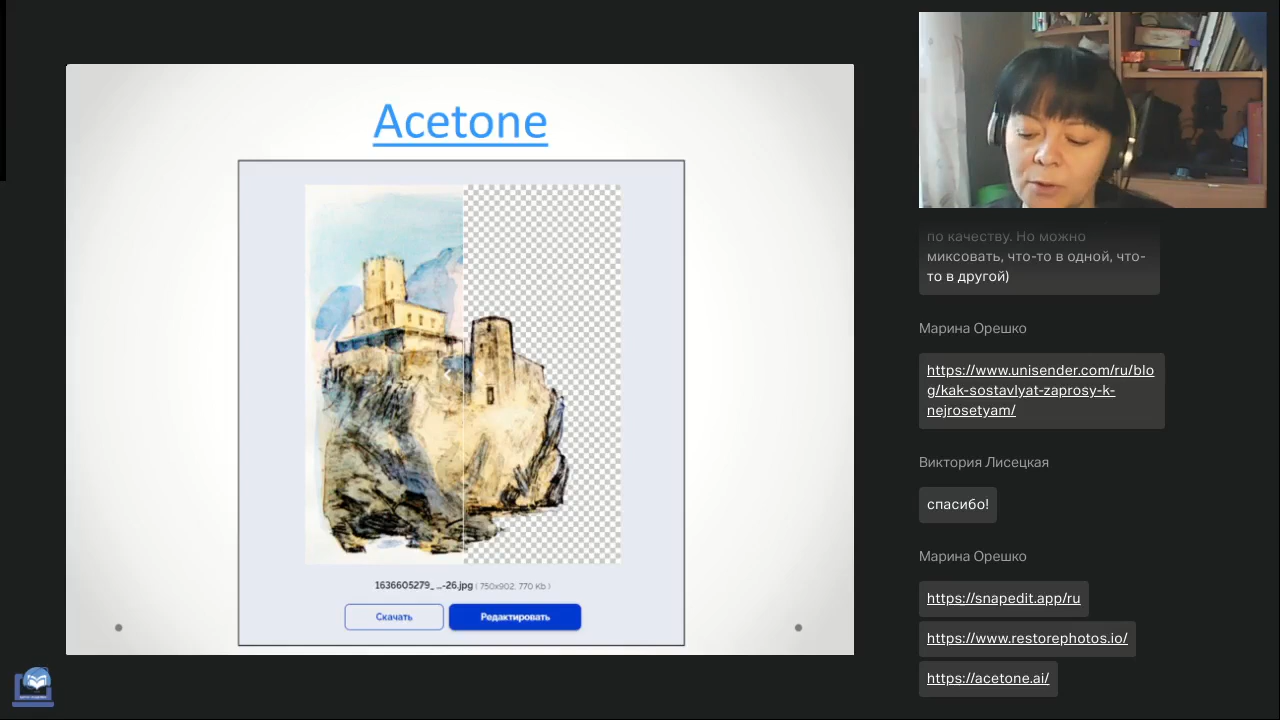 Acetone
1636605279_ ...-26.jpg ( 750x902, 770 Kb )
Скачать
Редактировать
по качеству. Но можно
миксовать, что-то в одной, что-
то в другой)
Марина Орешко
https://www.unisender.com/ru/blo
g/kak-sostavlyat-zaprosy-k-
nejrosetyam/
Виктория Лисецкая
спасибо!
Марина Орешко
https://snapedit.app/ru
https://www.restorephotos.io/
https://acetone.ai/